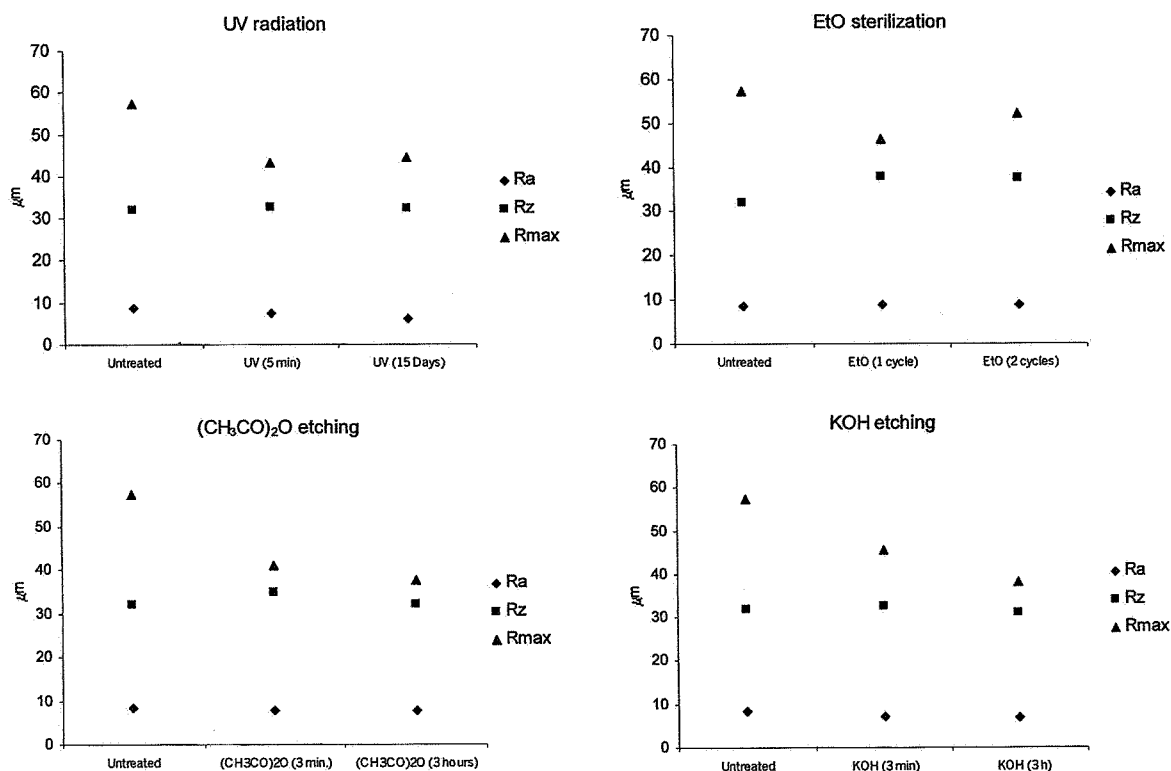 UV radiation
70
60
50
40
30
20
10
0
μm
Untreated
UV (5 min)
UV (15 Days)
Ra
Rz
Rmax
EtO sterilization
70
60
50
40
30
20
10
0
μm
Untreated
EtO (1 cycle)
EtO (2 cycles)
Ra
Rz
Rmax
(CH₃CO)₂O etching
70
60
50
40
30
20
10
0
μm
Untreated
(CH3CO)2O (3 min.)
(CH3CO)2O (3 hours)
Ra
Rz
Rmax
KOH etching
70
60
50
40
30
20
10
0
μm
Untreated
KOH (3 min)
KOH (3 h)
Ra
Rz
Rmax